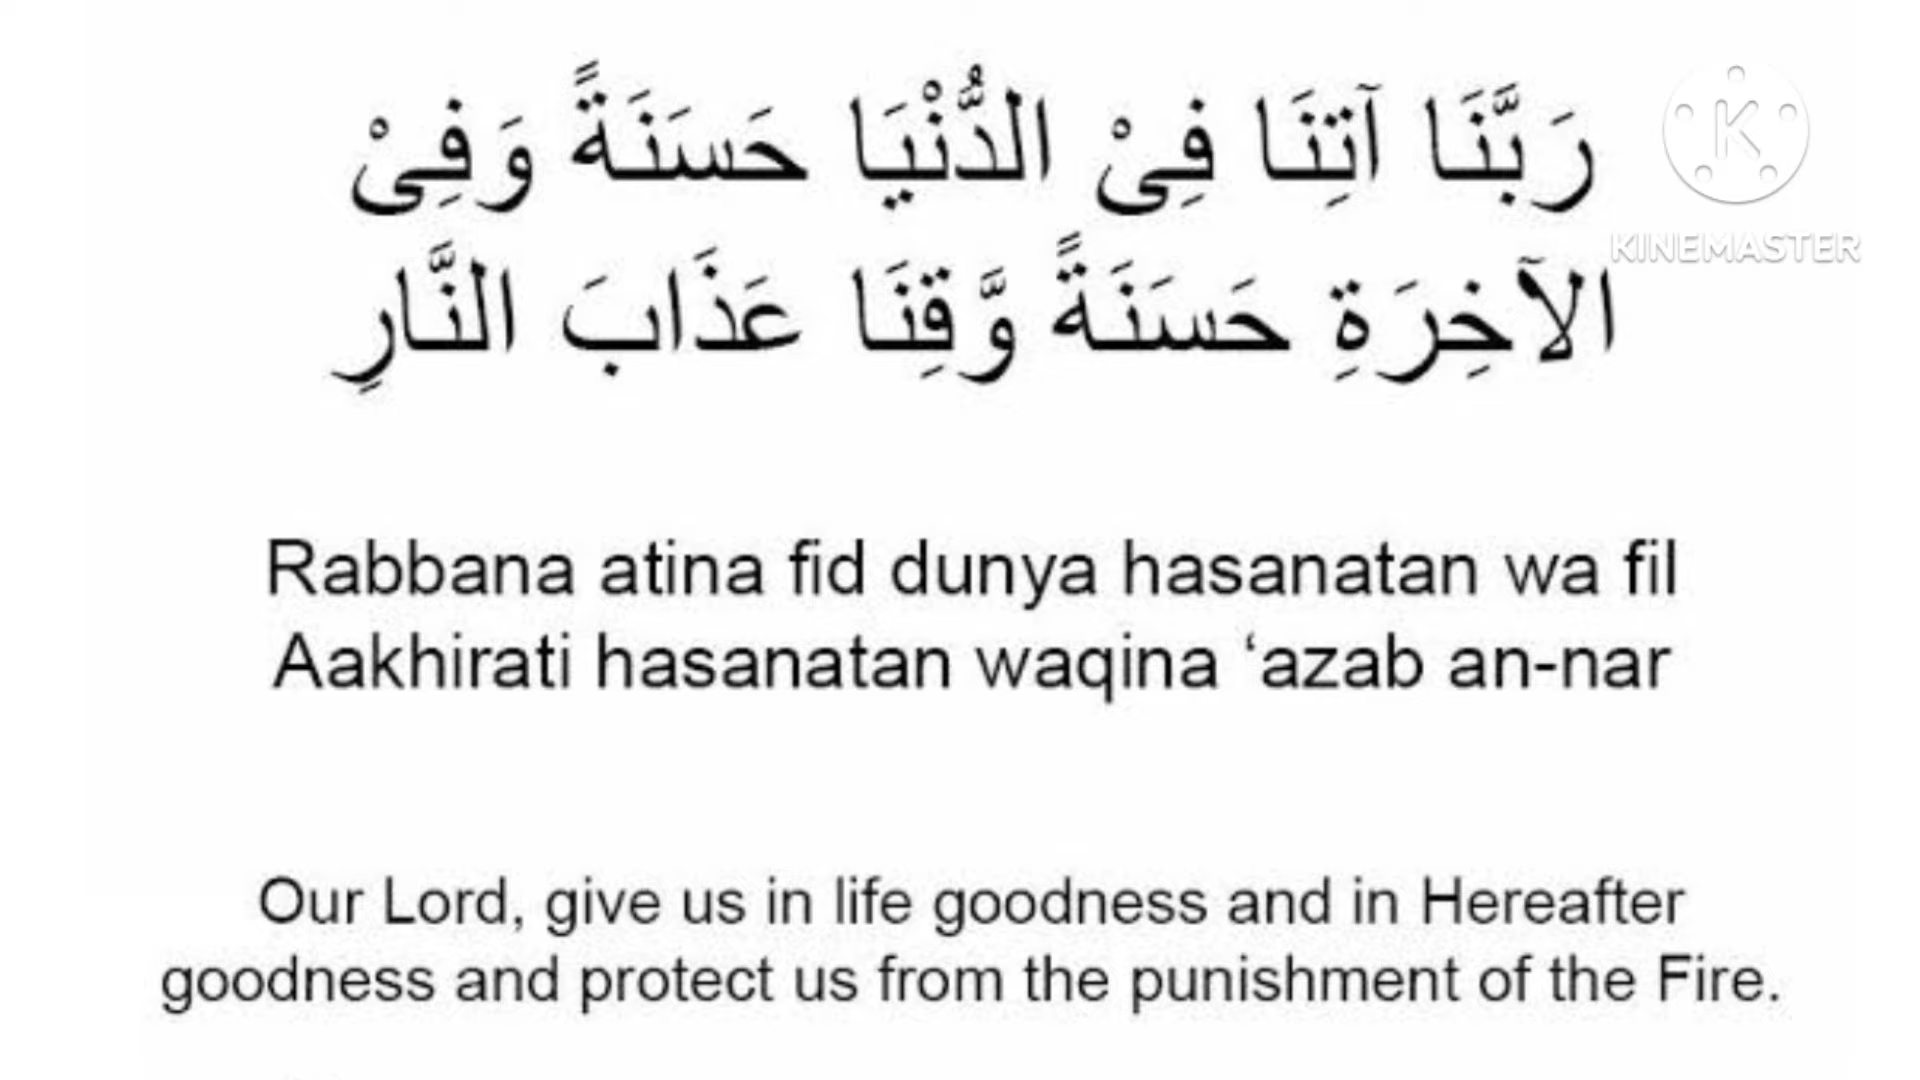 رَبَّنَا آتِنَا فِىْ الدُّنْيَا حَسَنَةً وَفِىْ
الآخِرَةِ حَسَنَةً وَّقِنَا عَذَابَ النَّارِ
K
KINEMASTER
Rabbana atina fid dunya hasanatan wa fil
Aakhirati hasanatan waqina ‘azab an-nar
Our Lord, give us in life goodness and in Hereafter
goodness and protect us from the punishment of the Fire.